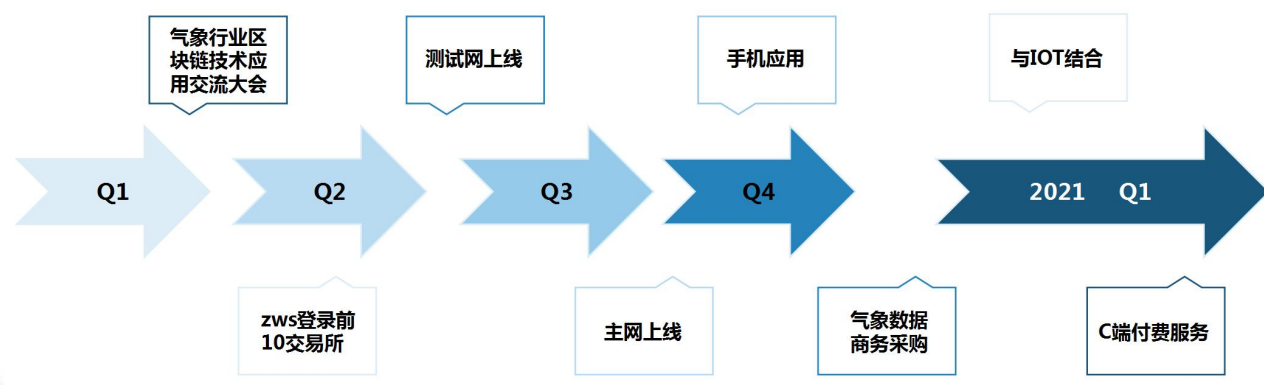 气象行业区
块链技术应
用交流大会
测试网上线
手机应用
与IOT结合
Q1
Q2
Q3
Q4
2021 Q1
zws登录前
10交易所
主网上线
气象数据
商务采购
C端付费服务